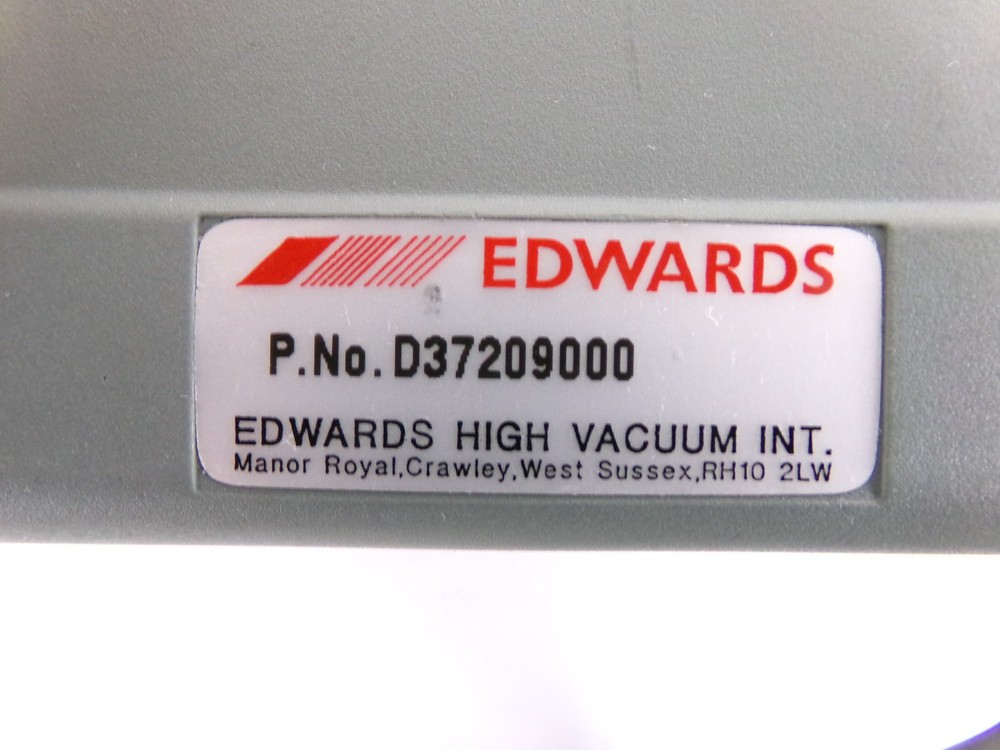 EDWARDS
P.No. D37209000
EDWARDS HIGH VACUUM INT.
Manor Royal,Crawley,West Sussex,RH10 2LW